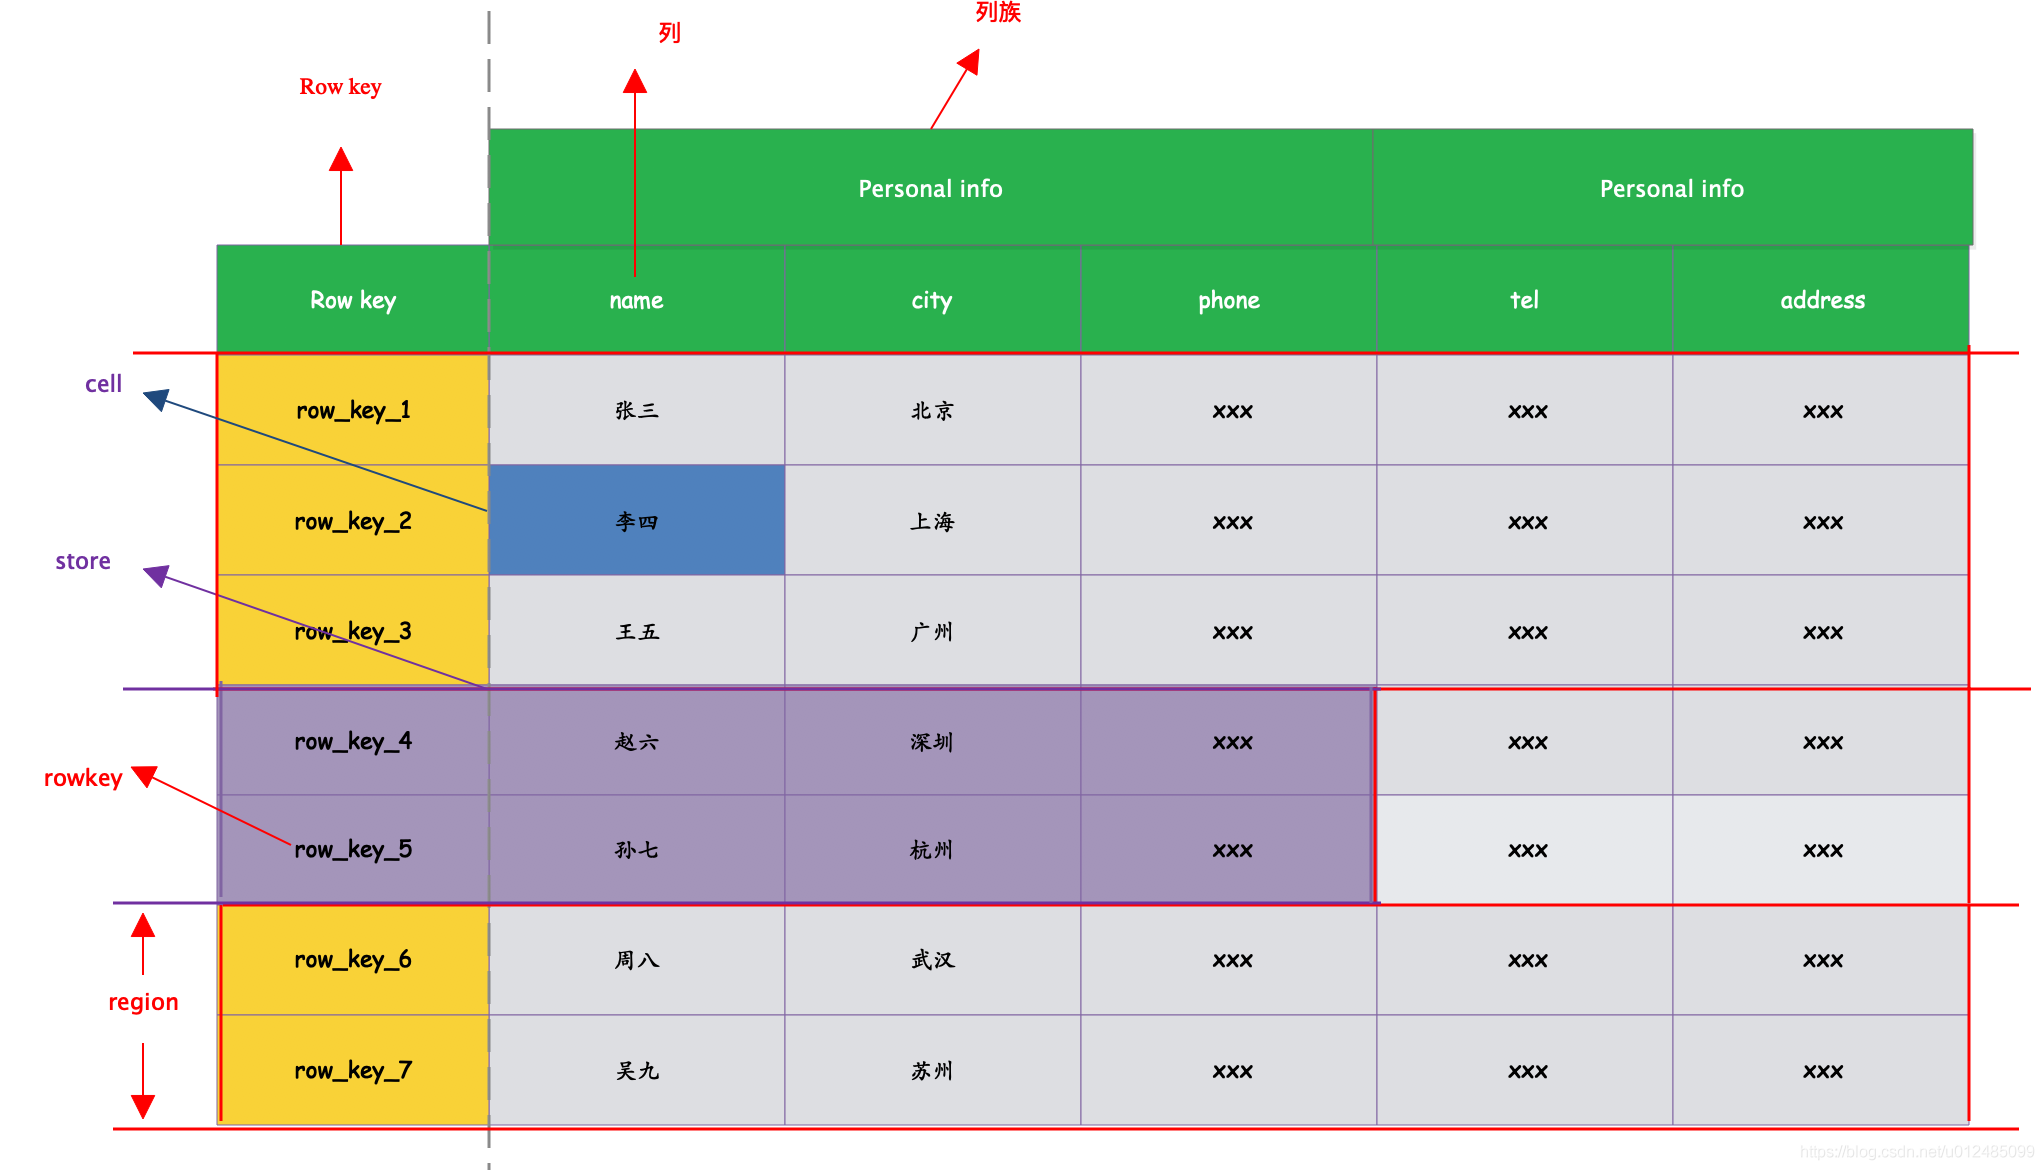 列族
列
Row key
Personal info Personal info
Row key name city phone tel address
cell
row_key_1 张三 北京 xxx xxx xxx
row_key_2 李四 上海 xxx xxx xxx
store
row_key_3 王五 广州 xxx xxx xxx
row_key_4 赵六 深圳 xxx xxx xxx
rowkey
row_key_5 孙七 杭州 xxx xxx xxx
row_key_6 周八 武汉 xxx xxx xxx
region
row_key_7 吴九 苏州 xxx xxx xxx
https://blog.csdn.net/u012485099